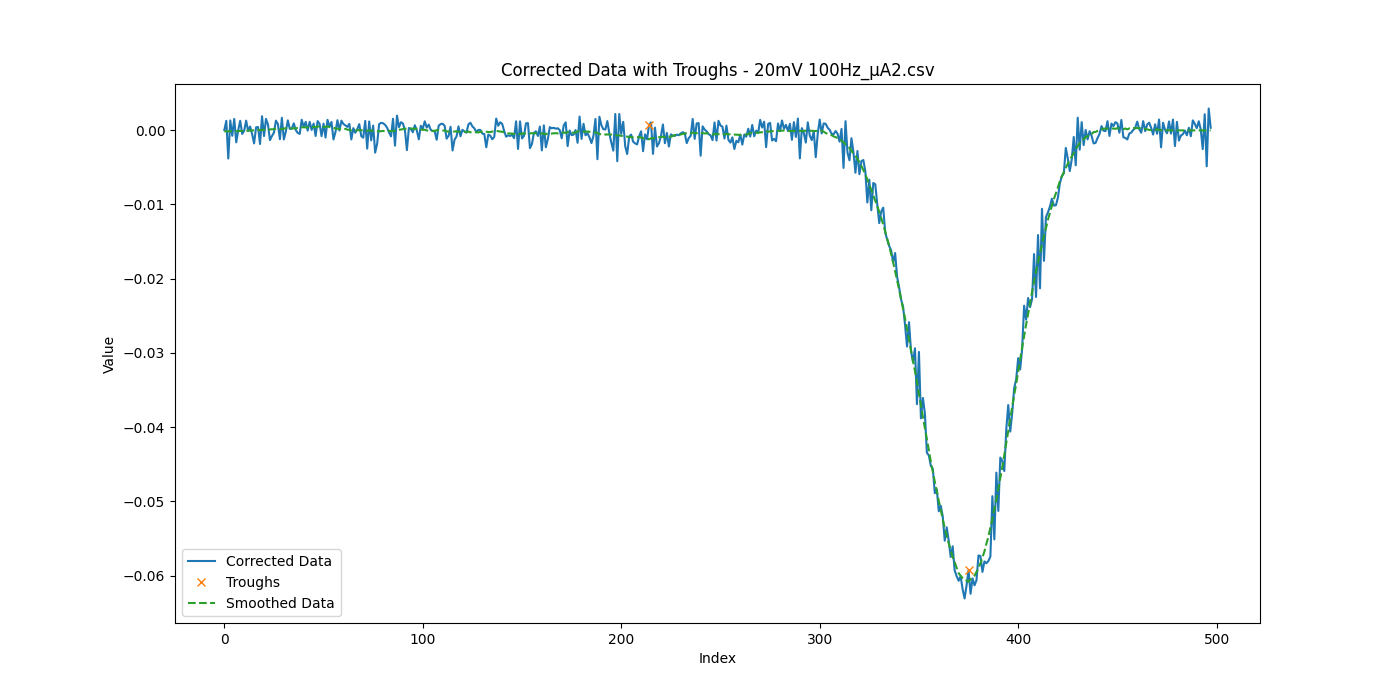 Corrected Data with Troughs - 20mV 100Hz_μA2.csv
0.00
−0.01
−0.02
−0.03
−0.04
−0.05
−0.06
Value
Corrected Data
Troughs
Smoothed Data
0
100
200
300
400
500
Index